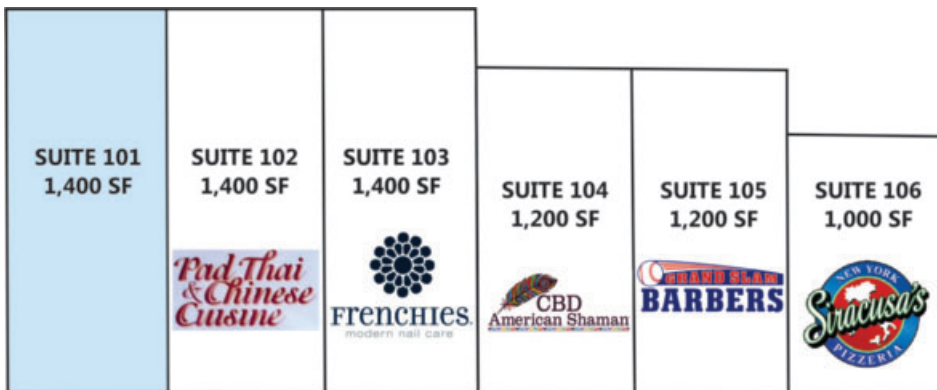 SUITE 101
1,400 SF
SUITE 102
1,400 SF
Pad Thai
& Chinese
Cuisine
SUITE 103
1,400 SF
FRENCHIES.
modern nail care
SUITE 104
1,200 SF
CBD
American Shaman
SUITE 105
1,200 SF
GRAND SLAM
BARBERS
SUITE 106
1,000 SF
NEW YORK
Siracusa's
PIZZERIA